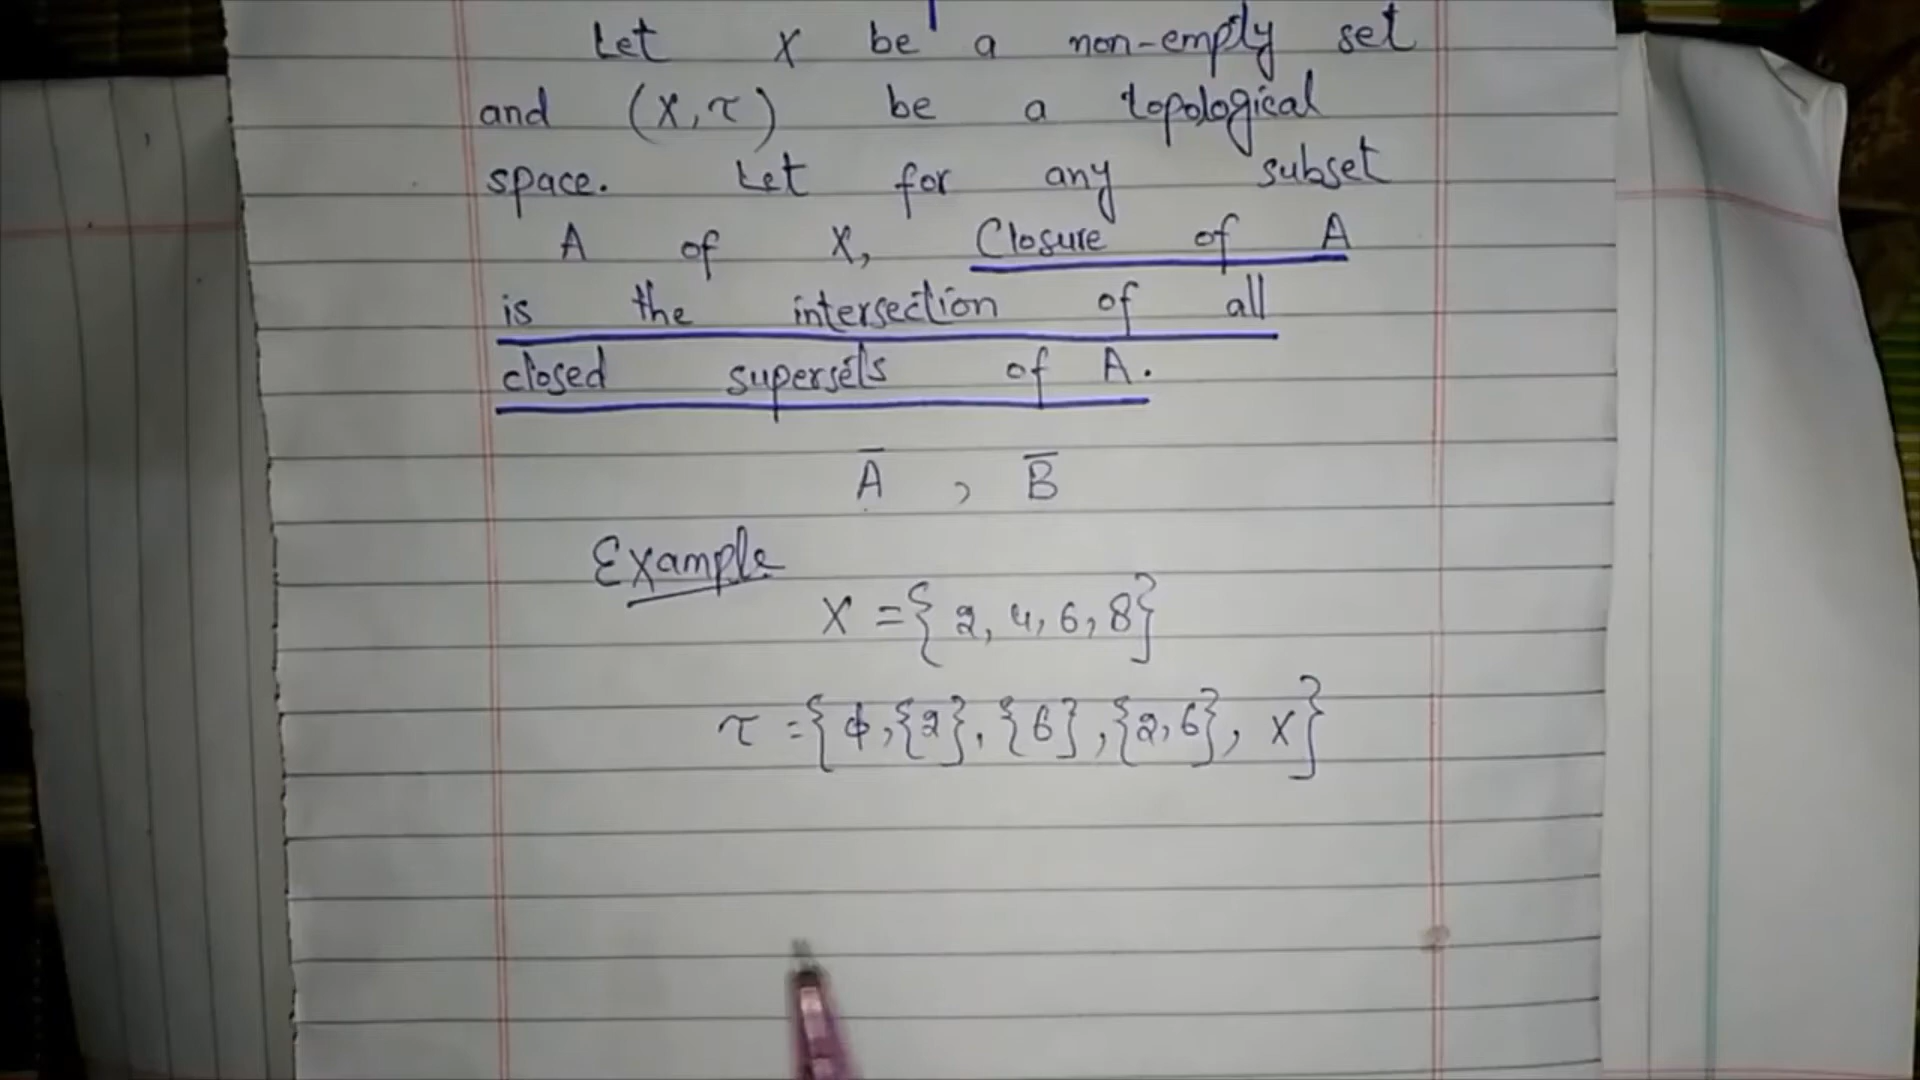 Let X be a non-empty set
and (X, τ) be a topological
space. Let for any subset
A of X, Closure of A
is the intersection of all
closed supersets of A.
A̅ , B̅
Example
X = { 2, 4, 6, 8}
τ = {ϕ, {2}, {6}, {2, 6}, X}